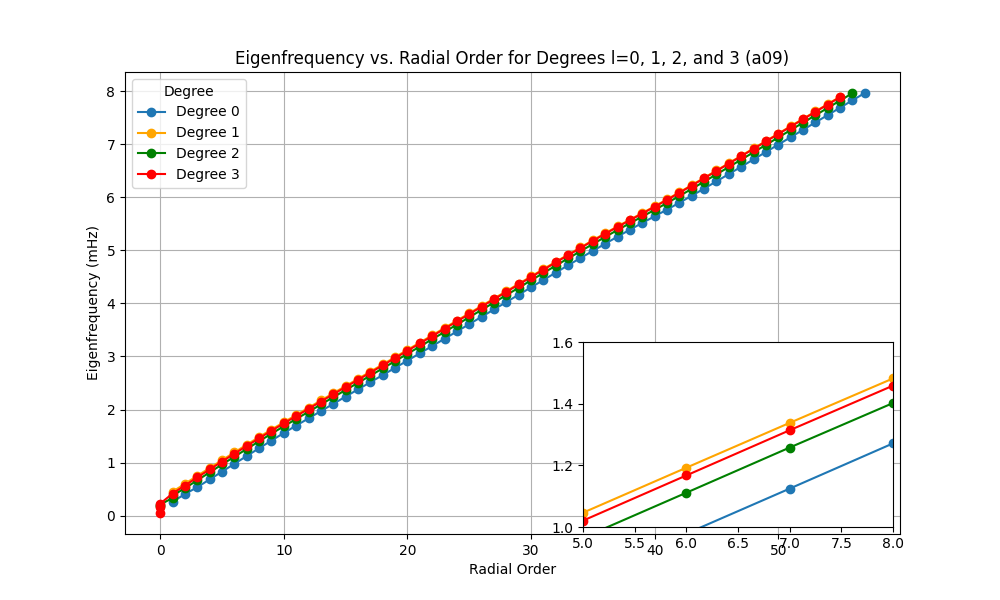 Eigenfrequency vs. Radial Order for Degrees l=0, 1, 2, and 3 (a09)
Degree
Degree 0
Degree 1
Degree 2
Degree 3
Eigenfrequency (mHz)
8
7
6
5
4
3
2
1
0
1.6
1.4
1.2
1.0
5.0 5.5 6.0 6.5 7.0 7.5 8.0
0 10 20 30 40 50
Radial Order